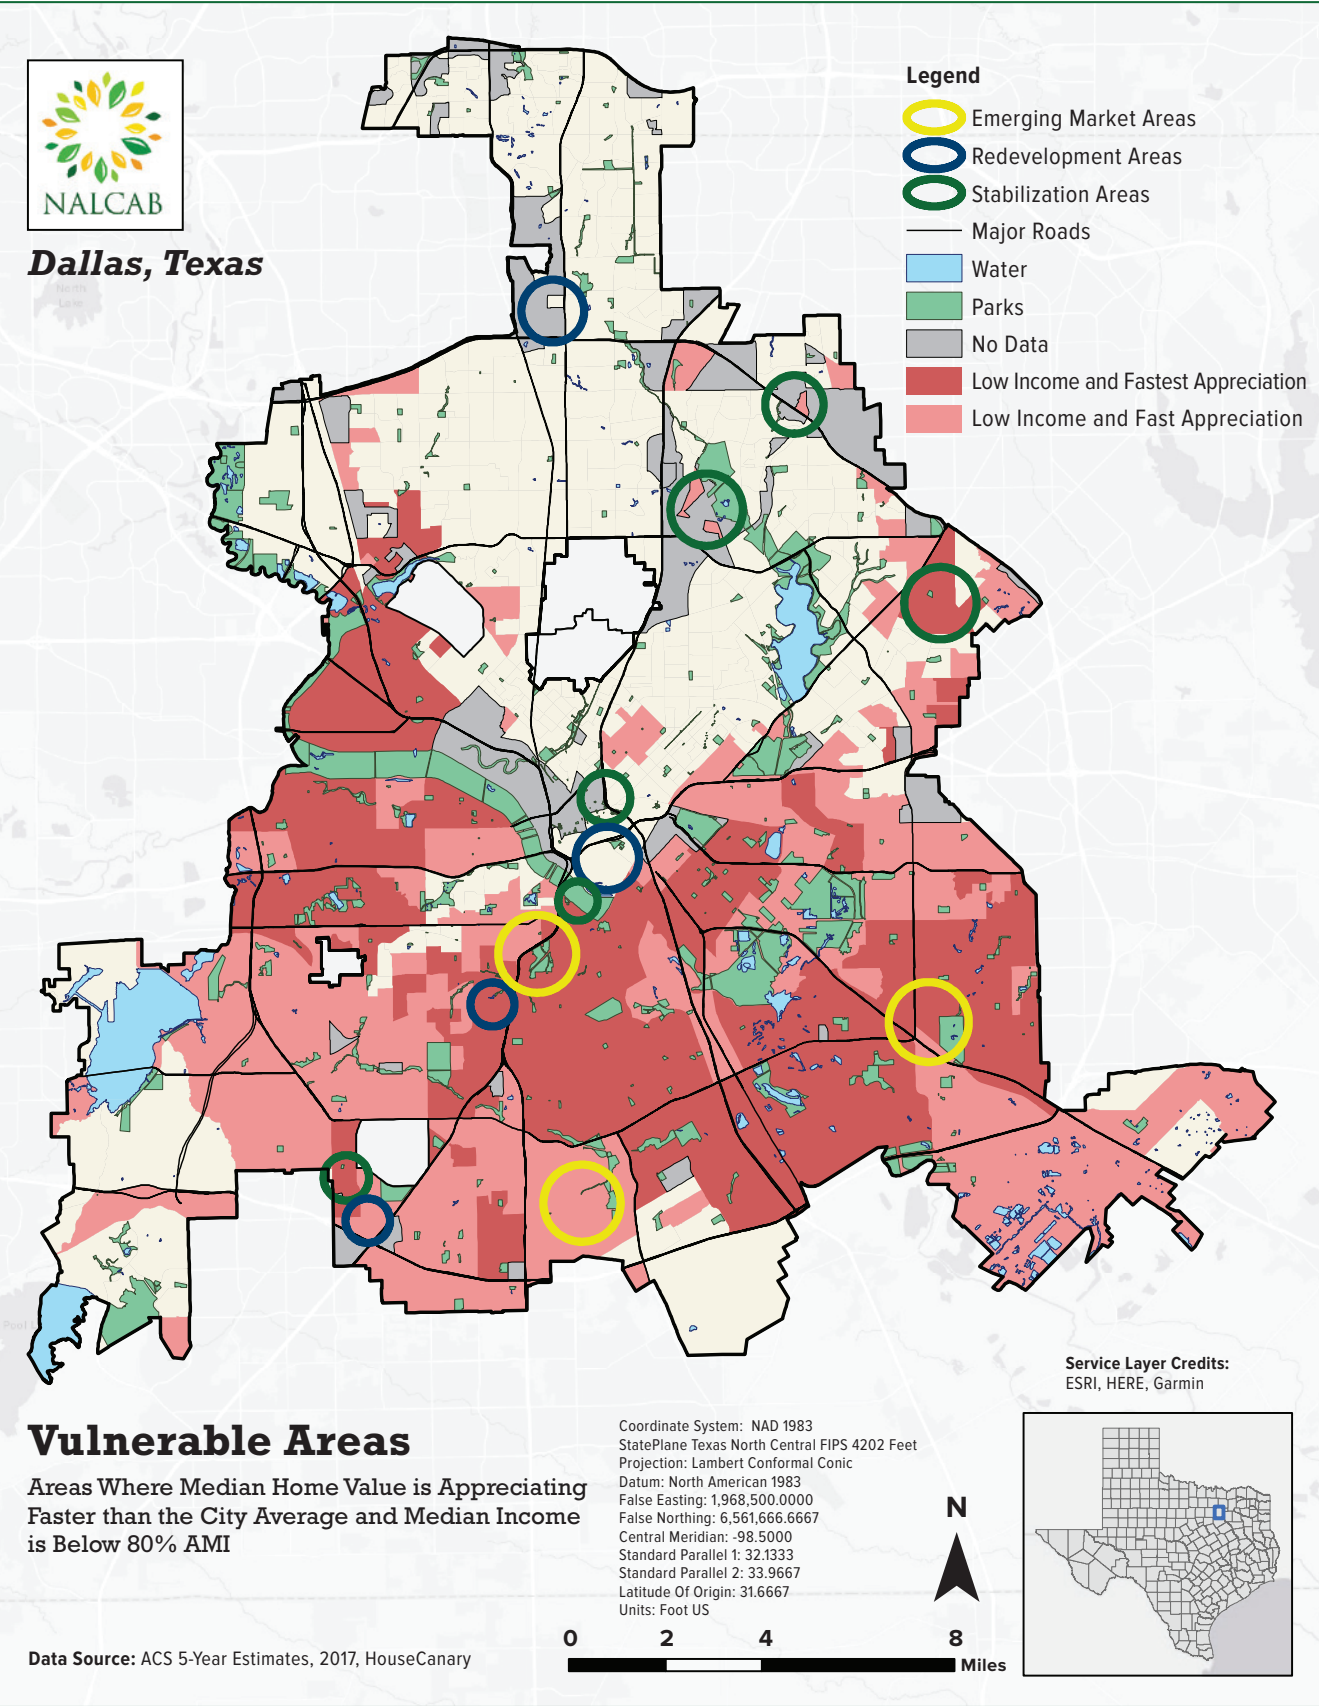 NALCAB
Dallas, Texas
Legend
Emerging Market Areas
Redevelopment Areas
Stabilization Areas
Major Roads
Water
Parks
No Data
Low Income and Fastest Appreciation
Low Income and Fast Appreciation
North
Lake
Service Layer Credits:
ESRI, HERE, Garmin
Vulnerable Areas
Areas Where Median Home Value is Appreciating
Faster than the City Average and Median Income
is Below 80% AMI
Data Source: ACS 5-Year Estimates, 2017, HouseCanary
Coordinate System: NAD 1983
StatePlane Texas North Central FIPS 4202 Feet
Projection: Lambert Conformal Conic
Datum: North American 1983
False Easting: 1,968,500.0000
False Northing: 6,561,666.6667
Central Meridian: -98.5000
Standard Parallel 1: 32.1333
Standard Parallel 2: 33.9667
Latitude Of Origin: 31.6667
Units: Foot US
N
0 2 4 8
Miles